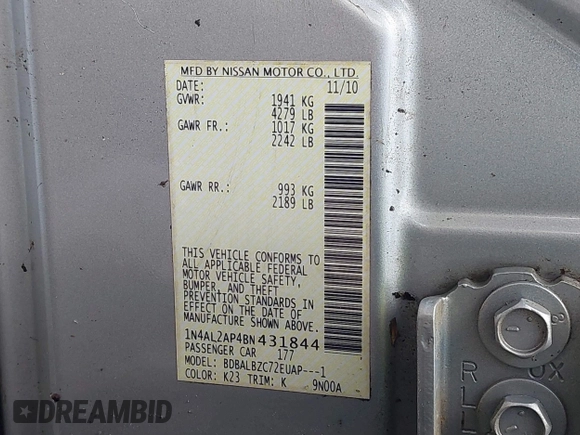 MFD BY NISSAN MOTOR CO., LTD.
DATE: 11/10
GVWR: 1941 KG
4279 LB
GAWR FR.: 1017 KG
2242 LB
GAWR RR.: 993 KG
2189 LB
THIS VEHICLE CONFORMS TO
ALL APPLICABLE FEDERAL
MOTOR VEHICLE SAFETY,
BUMPER, AND THEFT
PREVENTION STANDARDS IN
EFFECT ON THE DATE OF
MANUFACTURE SHOWN ABOVE.
1N4AL2AP4BN431844
PASSENGER CAR 177
MODEL: BDBALBZC72EUAP---1
COLOR: K23 TRIM: K 9N00A
DREAMBID